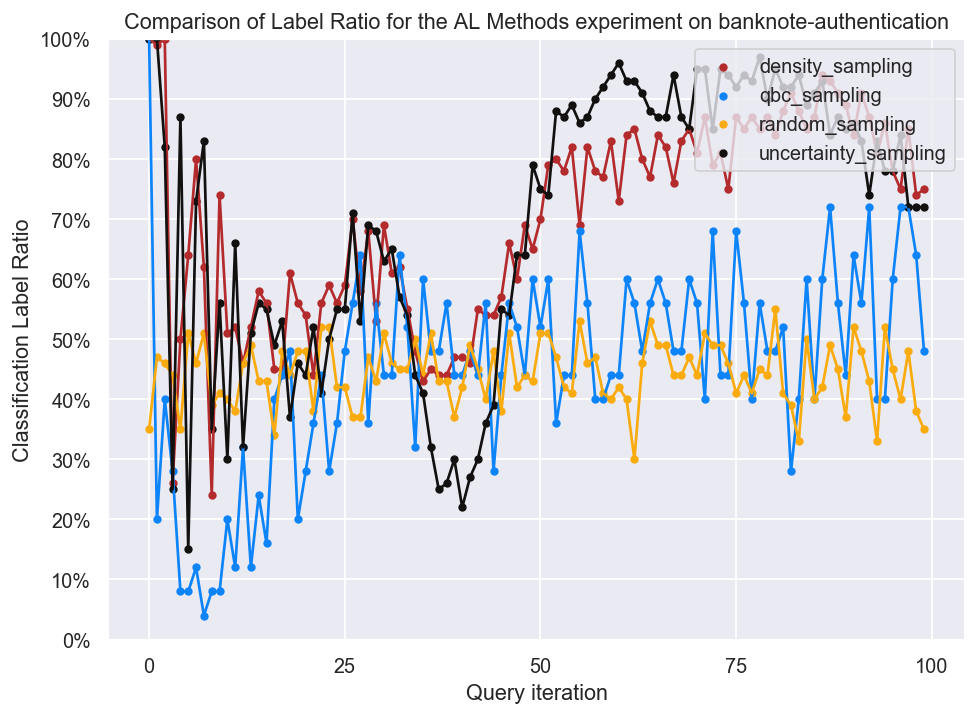 Comparison of Label Ratio for the AL Methods experiment on banknote-authentication
100%
90%
80%
70%
60%
50%
40%
30%
20%
10%
0%
Classification Label Ratio
density_sampling
qbc_sampling
random_sampling
uncertainty_sampling
0 25 50 75 100
Query iteration